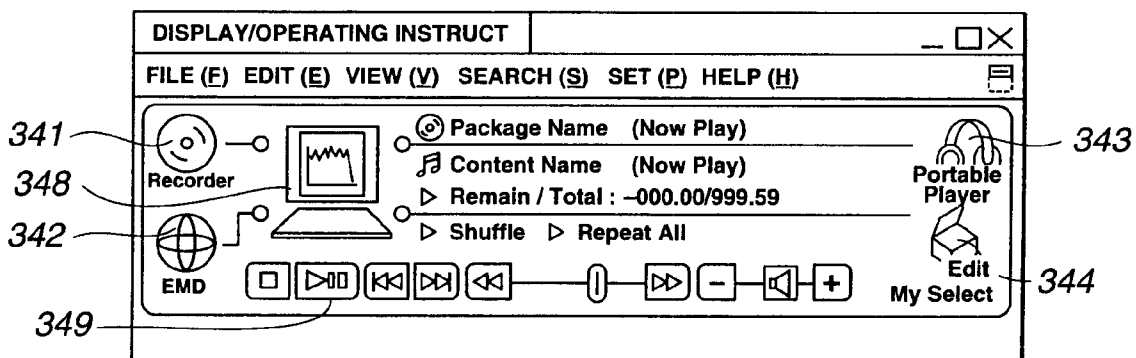 DISPLAY/OPERATING INSTRUCT
FILE (F) EDIT (E) VIEW (V) SEARCH (S) SET (P) HELP (H)
341
Recorder
348
342
EMD
349
Package Name (Now Play)
Content Name (Now Play)
Remain / Total : –000.00/999.59
Shuffle Repeat All
343
Portable
Player
Edit
My Select
344